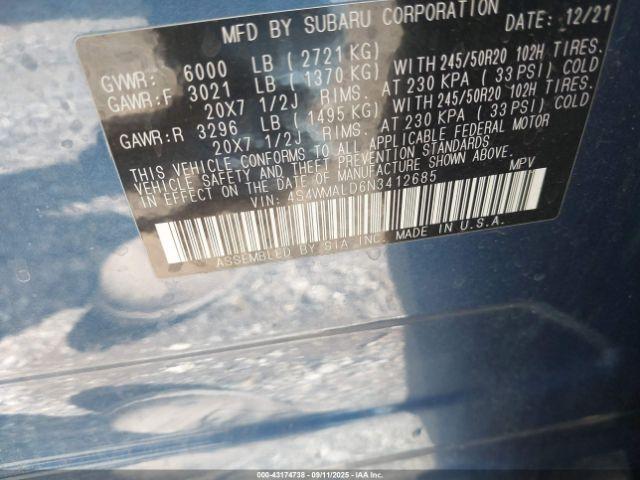 MFD BY SUBARU CORPORATION DATE: 12/21
GVWR: 6000 LB ( 2721 KG)
GAWR:F 3021 LB ( 1370 KG) WITH 245/50R20 102H TIRES.
20X7 1/2J RIMS. AT 230 KPA ( 33 PSI) COLD
GAWR:R 3296 LB ( 1495 KG) WITH 245/50R20 102H TIRES.
20X7 1/2J RIMS. AT 230 KPA ( 33 PSI) COLD
THIS VEHICLE CONFORMS TO ALL APPLICABLE FEDERAL MOTOR
VEHICLE SAFETY AND THEFT PREVENTION STANDARDS
IN EFFECT ON THE DATE OF MANUFACTURE SHOWN ABOVE.
VIN: 4S4WMALD6N3412685 MPV
ASSEMBLED BY SIA INC. MADE IN U.S.A.
000-43174738 - 09/11/2025 - COPYRIGHT IAA